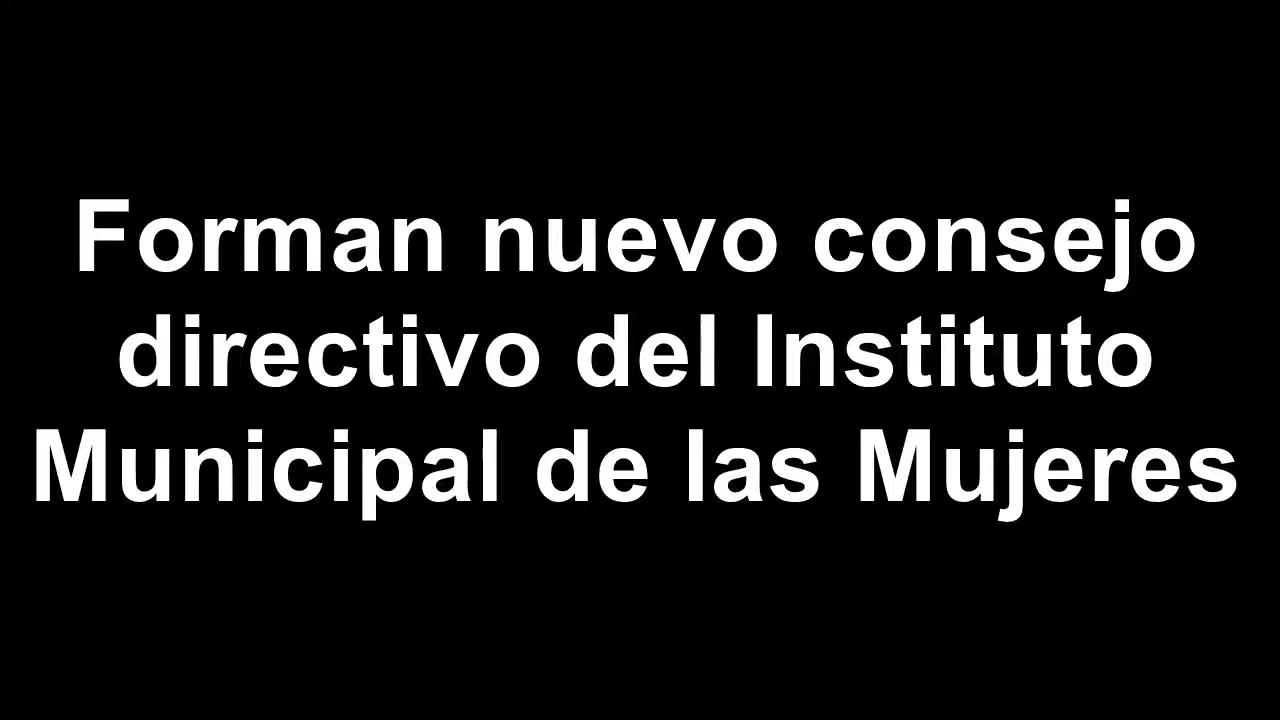 Forman nuevo consejo
directivo del Instituto
Municipal de las Mujeres